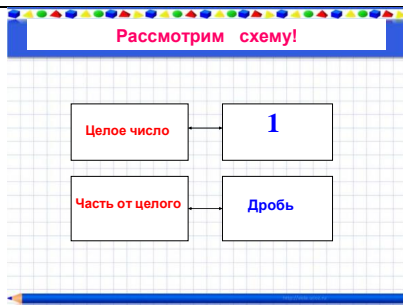 Рассмотрим схему!
Целое число
1
Часть от целого
Дробь